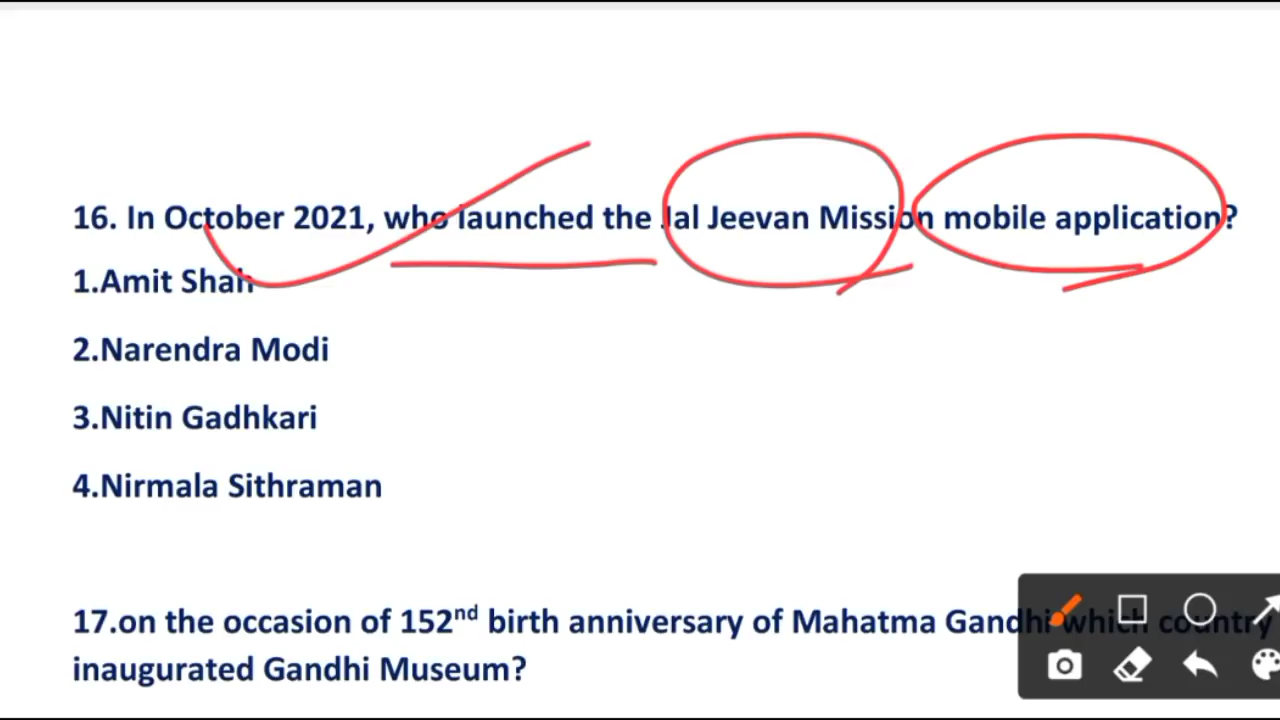 16. In October 2021, who launched the Jal Jeevan Mission mobile application?
1.Amit Shah
2.Narendra Modi
3.Nitin Gadhkari
4.Nirmala Sithraman
17.on the occasion of 152nd birth anniversary of Mahatma Gandhi which country
inaugurated Gandhi Museum?